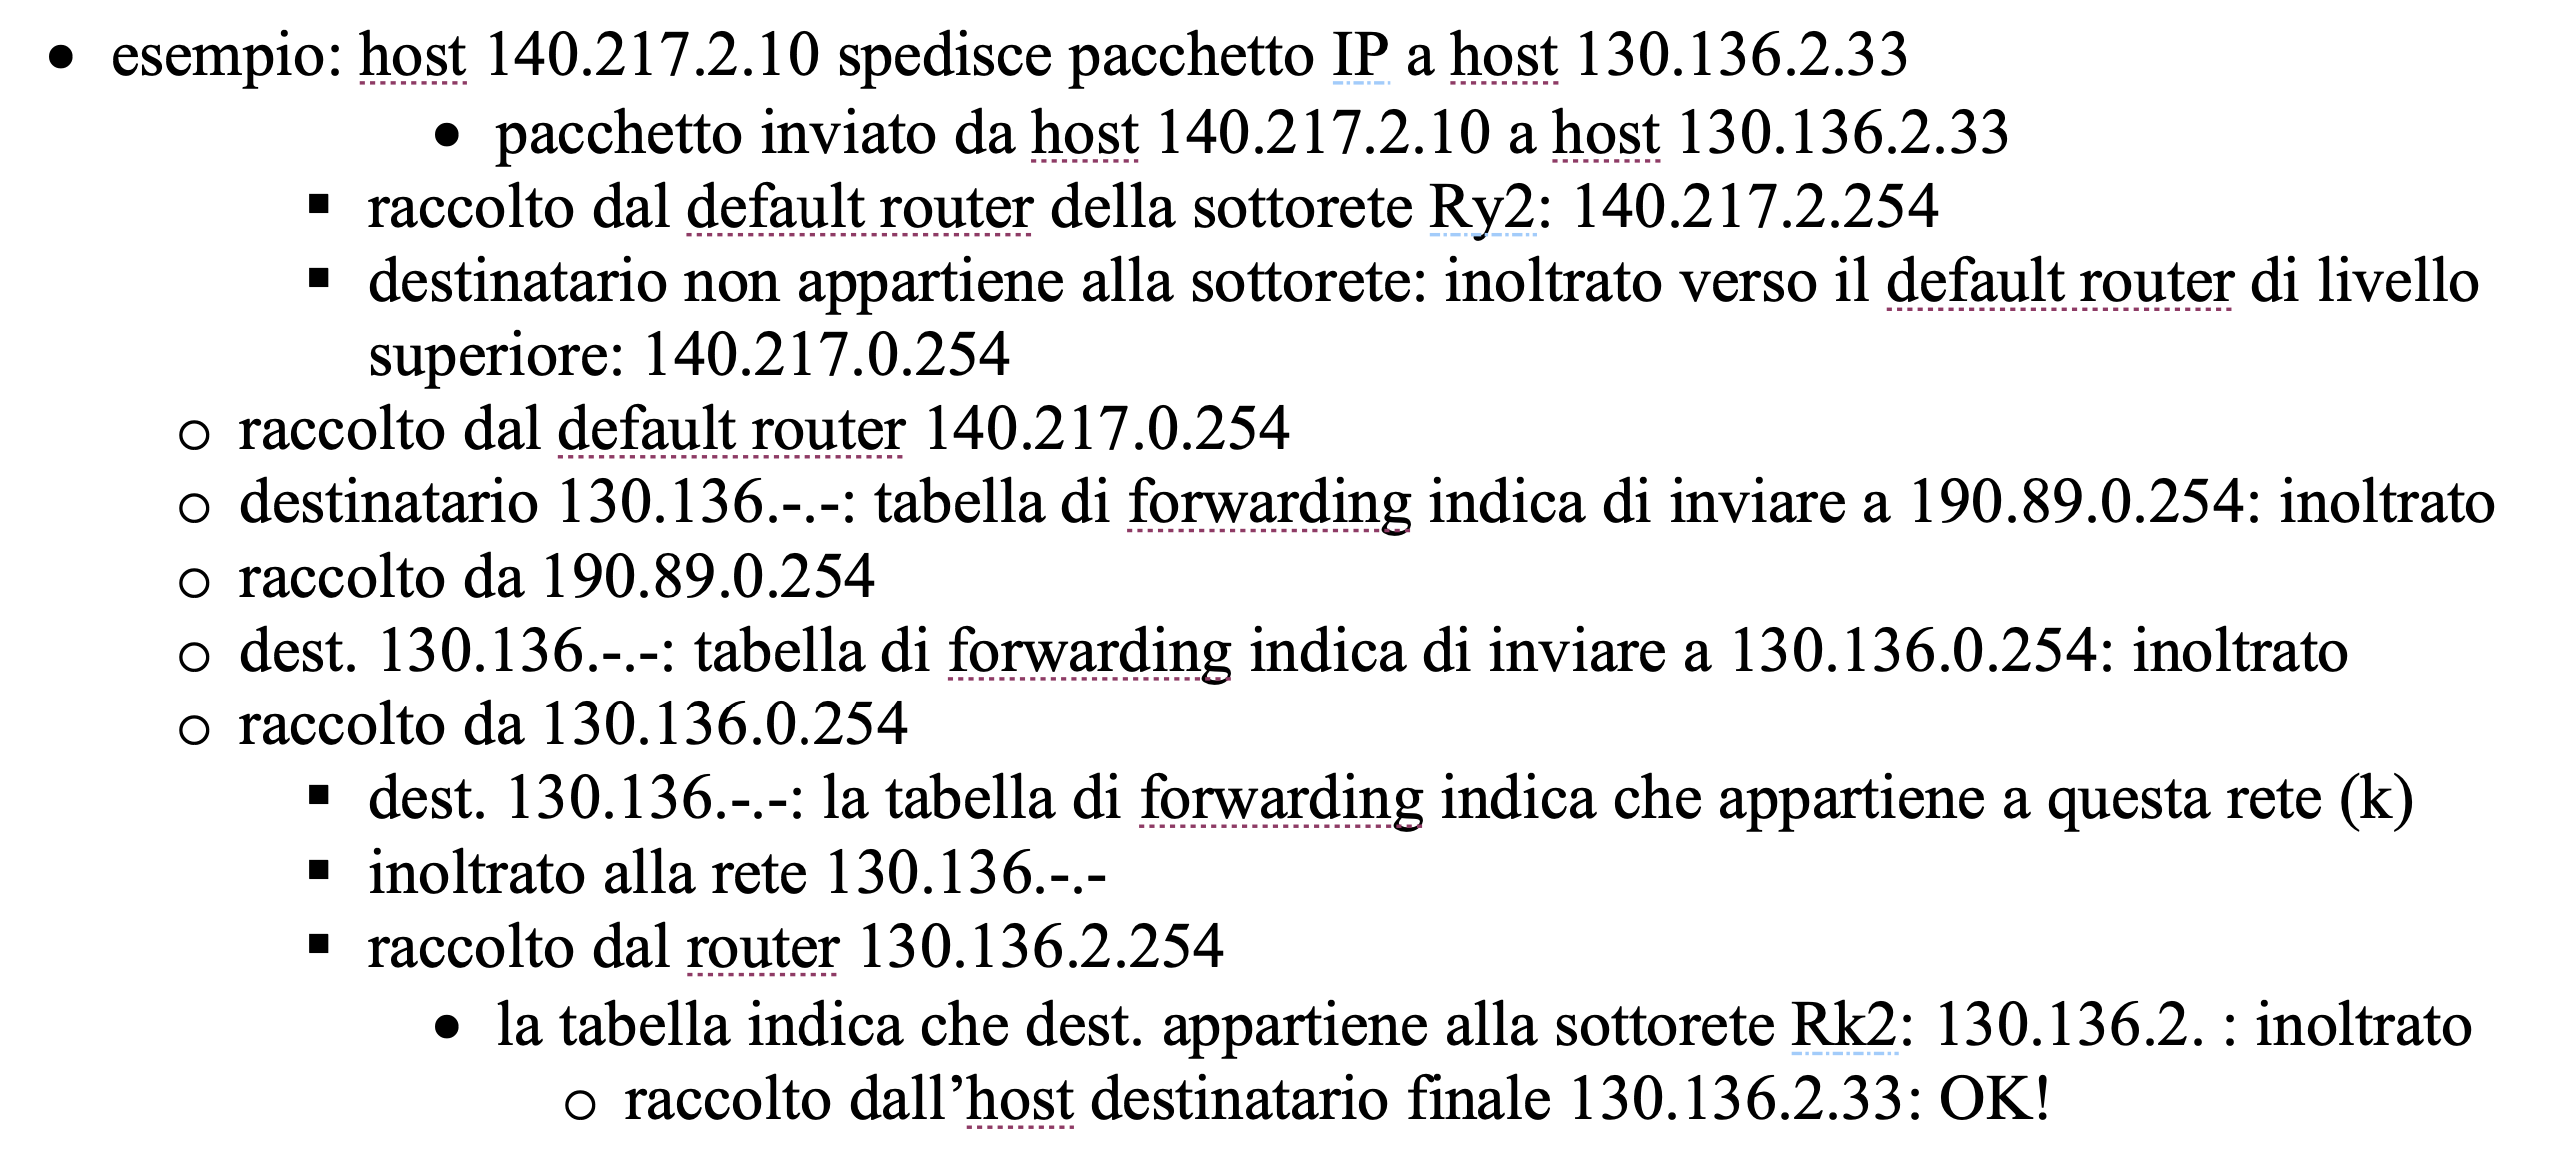 • esempio: host 140.217.2.10 spedisce pacchetto IP a host 130.136.2.33
• pacchetto inviato da host 140.217.2.10 a host 130.136.2.33
▪ raccolto dal default router della sottorete Ry2: 140.217.2.254
▪ destinatario non appartiene alla sottorete: inoltrato verso il default router di livello
superiore: 140.217.0.254
○ raccolto dal default router 140.217.0.254
○ destinatario 130.136.-.-: tabella di forwarding indica di inviare a 190.89.0.254: inoltrato
○ raccolto da 190.89.0.254
○ dest. 130.136.-.-: tabella di forwarding indica di inviare a 130.136.0.254: inoltrato
○ raccolto da 130.136.0.254
▪ dest. 130.136.-.-: la tabella di forwarding indica che appartiene a questa rete (k)
▪ inoltrato alla rete 130.136.-.-
▪ raccolto dal router 130.136.2.254
• la tabella indica che dest. appartiene alla sottorete Rk2: 130.136.2. : inoltrato
○ raccolto dall’host destinatario finale 130.136.2.33: OK!